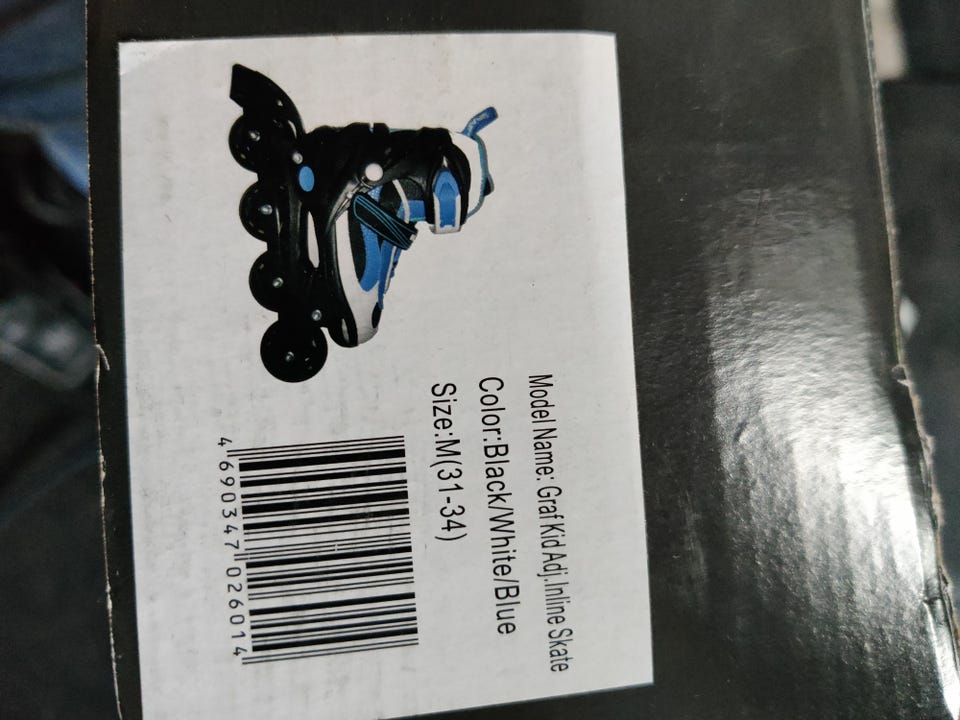 Model Name: Graf Kid Adj.Inline Skate
Color:Black/White/Blue
Size:M(31-34)
4 690347 026014